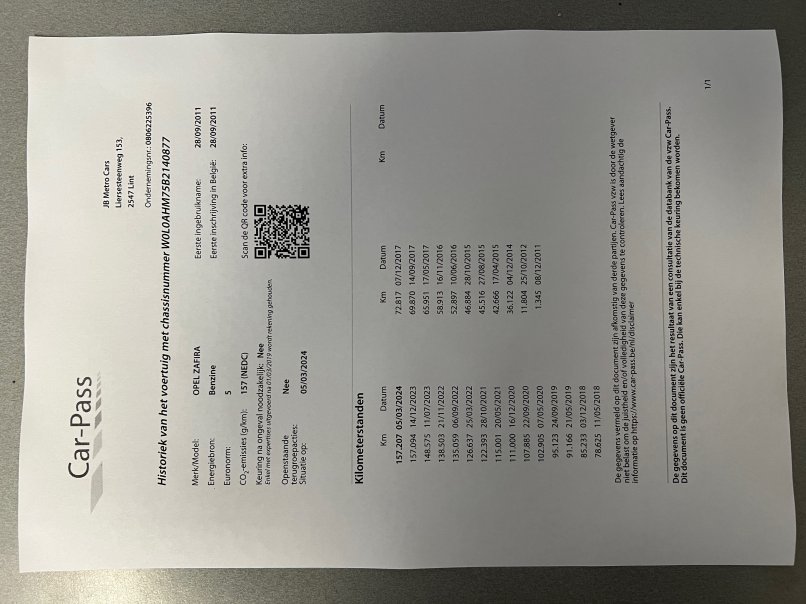 Car-Pass
JB Metro Cars
Liersesteenweg 153,
2547 Lint
Ondernemingsnr.: 0806225396
Historiek van het voertuig met chassisnummer W0L0AHM75B2140877
Merk/Model: OPEL ZAFIRA
Energiebron: Benzine
Euronorm: 5
CO2-emissies (g/km): 157 (NEDC)
Keuring na ongeval noodzakelijk: Nee
Enkel met expertises uitgevoerd na 01/03/2019 wordt rekening gehouden.
Openstaande
terugroepacties: Nee
Situatie op: 05/03/2024
Eerste ingebruikname: 28/09/2011
Eerste inschrijving in België: 28/09/2011
Scan de QR code voor extra info:
Kilometerstanden
Km Datum
157.207 05/03/2024
157.094 14/12/2023
148.575 11/07/2023
138.503 21/11/2022
135.059 06/09/2022
126.637 25/03/2022
122.393 28/10/2021
115.001 20/05/2021
111.000 16/12/2020
107.885 22/09/2020
102.905 07/05/2020
95.123 24/09/2019
91.166 21/05/2019
85.233 03/12/2018
78.625 11/05/2018
Km Datum
72.817 07/12/2017
69.870 14/09/2017
65.951 17/05/2017
58.913 16/11/2016
52.897 10/06/2016
46.884 28/10/2015
45.516 27/08/2015
42.666 17/04/2015
36.122 04/12/2014
11.804 25/10/2012
1.345 08/12/2011
Km Datum
De gegevens vermeld op dit document zijn afkomstig van derde partijen. Car-Pass vzw is door de wetgever
niet belast om de juistheid en/of volledigheid van deze gegevens te controleren. Lees aandachtig de
informatie op https://www.car-pass.be/nl/disclaimer
De gegevens op dit document zijn het resultaat van een consultatie van de databank van de vzw Car-Pass.
Dit document is geen officiële Car-Pass. Die kan enkel bij de technische keuring bekomen worden.
1/1